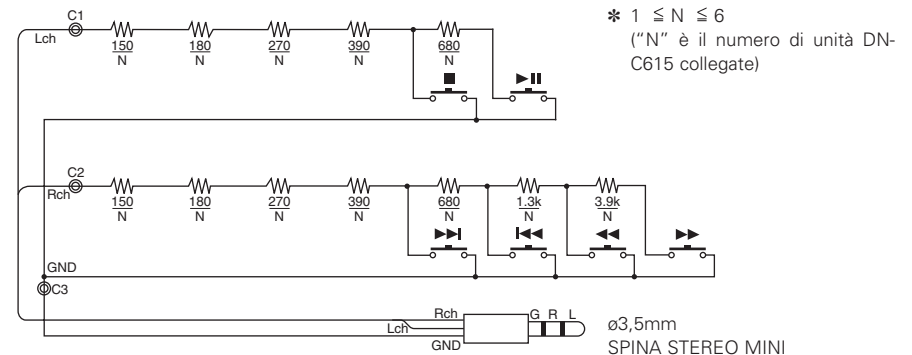 C1
Lch
150
N
180
N
270
N
390
N
680
N
✽ 1 ≦ N ≦ 6
(“N” è il numero di unità DN-
C615 collegate)
C2
Rch
150
N
180
N
270
N
390
N
680
N
1.3k
N
3.9k
N
GND
C3
Rch
Lch
GND
G R L
ø3,5mm
SPINA STEREO MINI